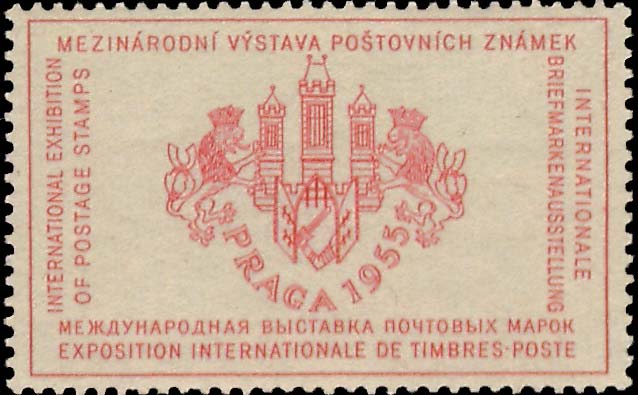 MEZINÁRODNÍ VÝSTAVA POŠTOVNÍCH ZNÁMEK
INTERNATIONAL EXHIBITION
OF POSTAGE STAMPS
INTERNATIONALE
BRIEFMARKENAUSSTELLUNG
PRAGA 1955
МЕЖДУНАРОДНАЯ ВЫСТАВКА ПОЧТОВЫХ МАРОК
EXPOSITION INTERNATIONALE DE TIMBRES-POSTE